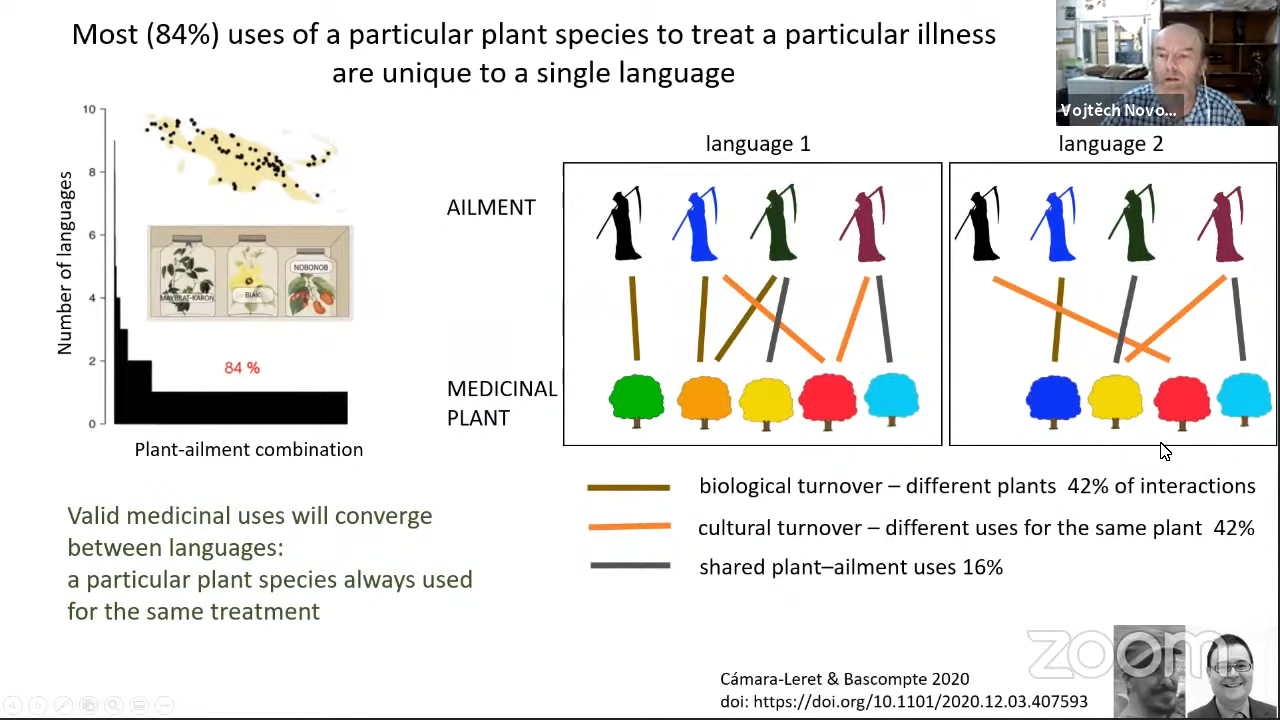 Most (84%) uses of a particular plant species to treat a particular illness
are unique to a single language
Vojtěch Novo...
10
8
6
4
2
0
Number of languages
MAYBRAT-KARON
BIAK
NOBONOB
84 %
Plant-ailment combination
language 1
language 2
AILMENT
MEDICINAL
PLANT
biological turnover – different plants 42% of interactions
cultural turnover – different uses for the same plant 42%
shared plant–ailment uses 16%
Valid medicinal uses will converge
between languages:
a particular plant species always used
for the same treatment
Cámara-Leret & Bascompte 2020
doi: https://doi.org/10.1101/2020.12.03.407593
zoom